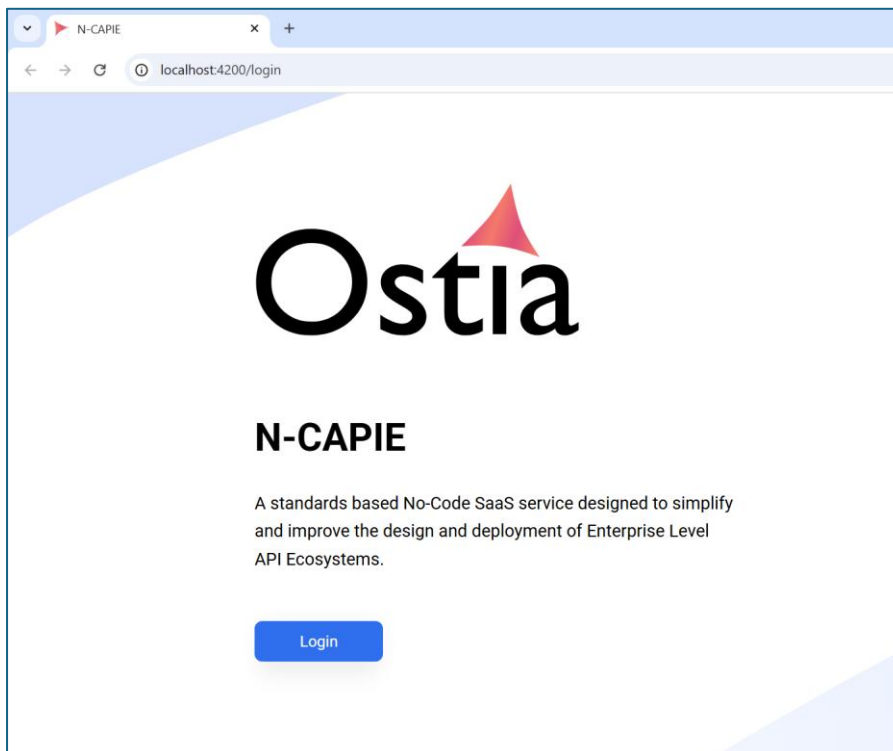 N-CAPIE
localhost:4200/login
Ostia
N-CAPIE
A standards based No-Code SaaS service designed to simplify
and improve the design and deployment of Enterprise Level
API Ecosystems.
Login